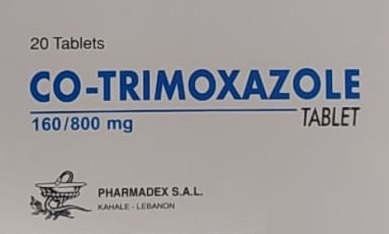 20 Tablets
CO-TRIMOXAZOLE
160/800 mg TABLET
PHARMADEX S.A.L.
KAHALE - LEBANON